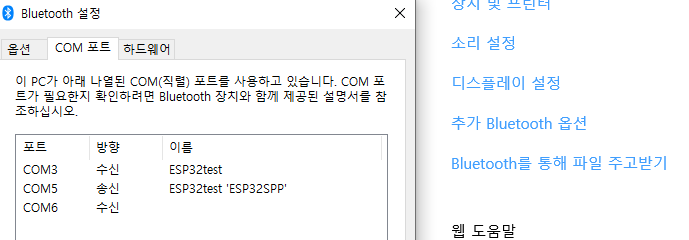 Bluetooth 설정
옵션
COM 포트
하드웨어
이 PC가 아래 나열된 COM(직렬) 포트를 사용하고 있습니다. COM 포
트가 필요한지 확인하려면 Bluetooth 장치와 함께 제공된 설명서를 참
조하십시오.
포트 방향 이름
COM3 수신 ESP32test
COM5 송신 ESP32test 'ESP32SPP'
COM6 수신
장치 및 프린터
소리 설정
디스플레이 설정
추가 Bluetooth 옵션
Bluetooth를 통해 파일 주고받기
웹 도움말